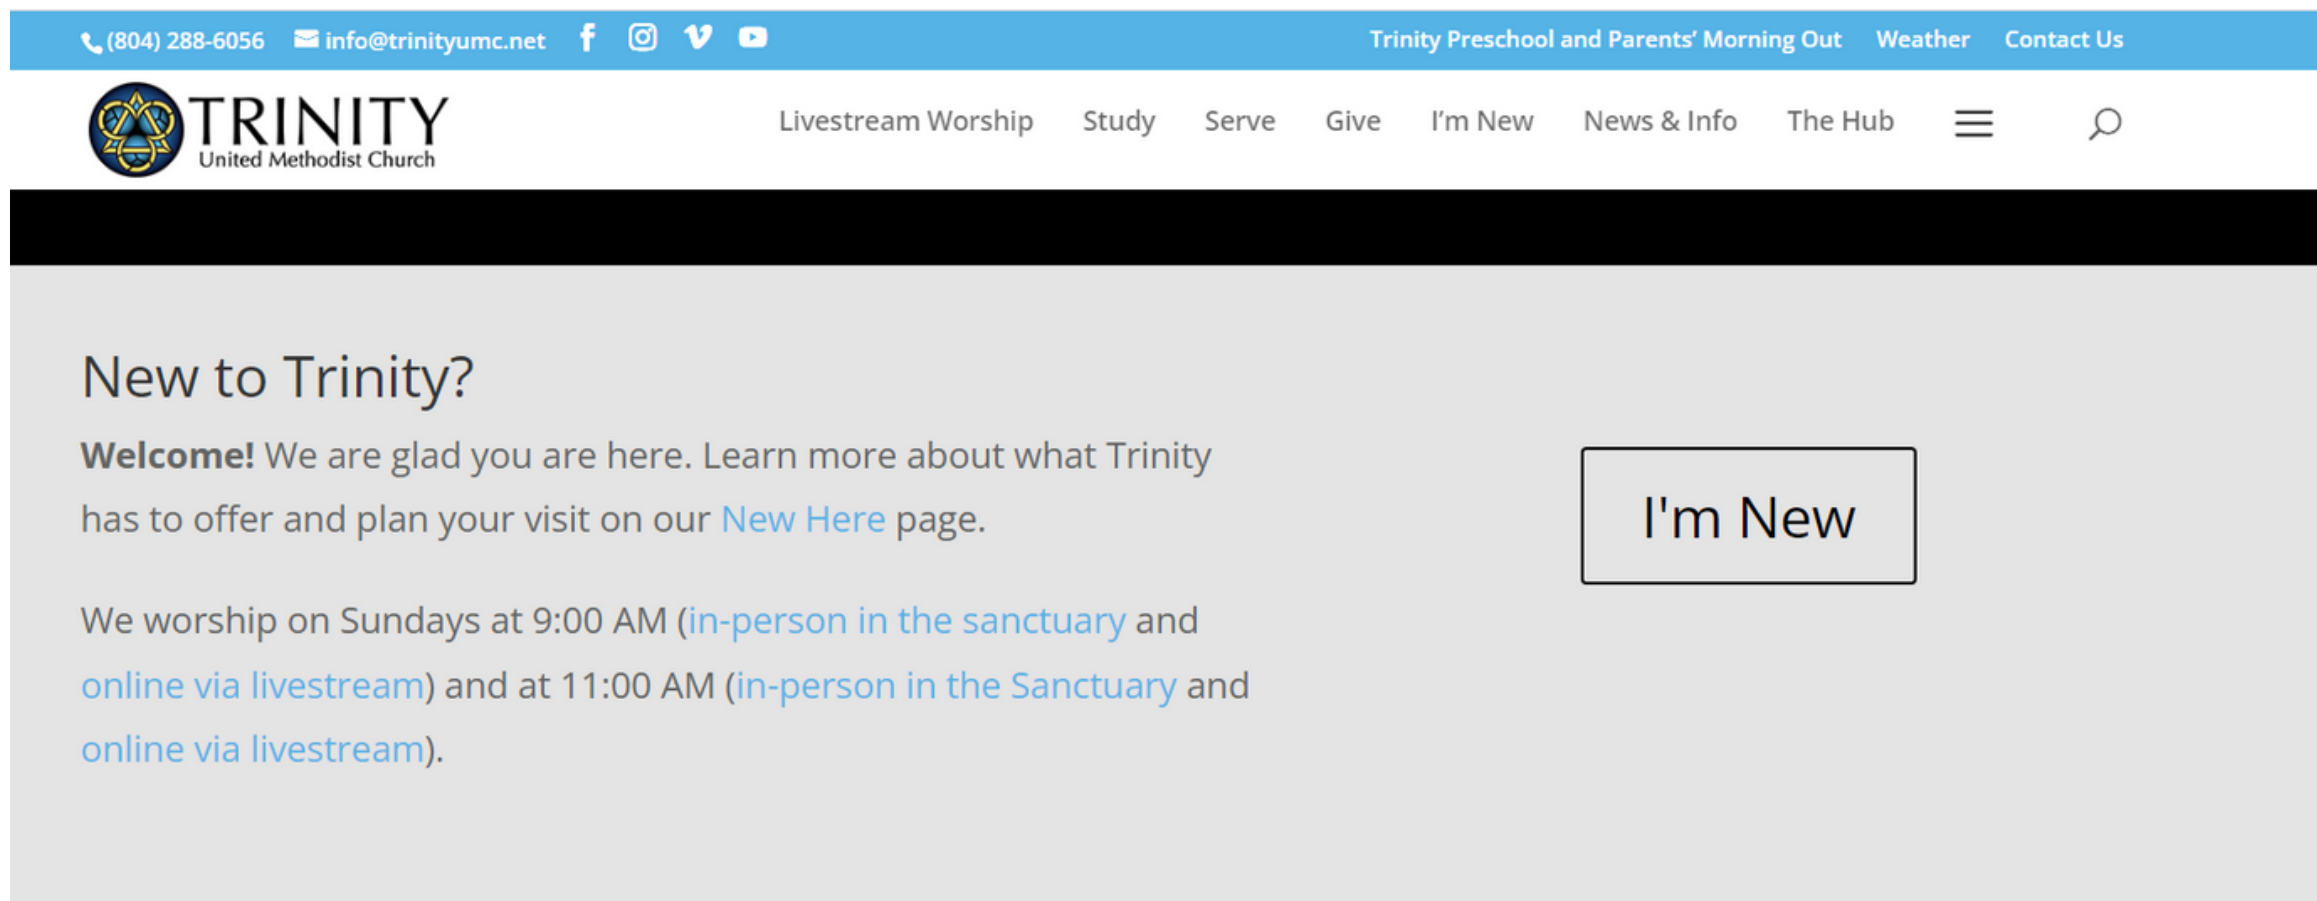 (804) 288-6056 info@trinityumc.net Trinity Preschool and Parents’ Morning Out Weather Contact Us
TRINITY
United Methodist Church
Livestream Worship Study Serve Give I’m New News & Info The Hub
New to Trinity?
Welcome! We are glad you are here. Learn more about what Trinity
has to offer and plan your visit on our New Here page.
We worship on Sundays at 9:00 AM (in-person in the sanctuary and
online via livestream) and at 11:00 AM (in-person in the Sanctuary and
online via livestream).
I'm New